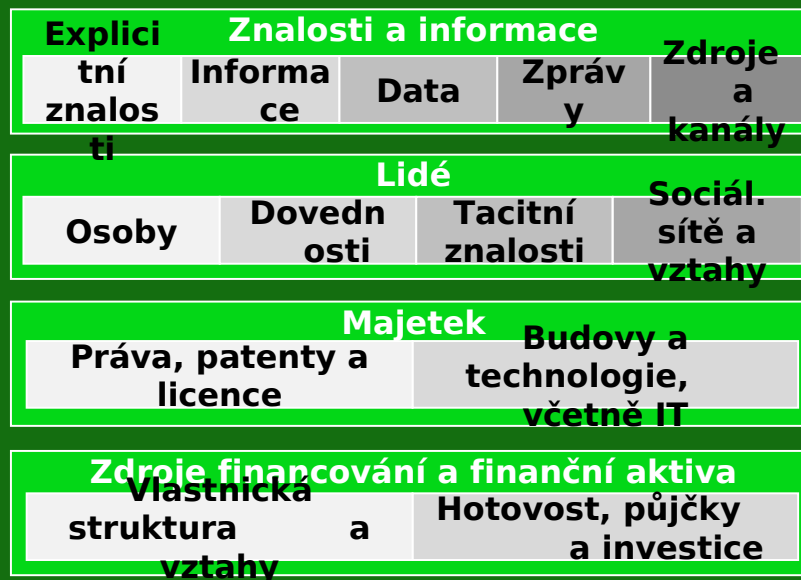 Znalosti a informace
Explici
tní
znalos
ti
Informa
ce
Data
Zpráv
y
Zdroje
a
kanály
Lidé
Osoby
Dovedn
osti
Tacitní
znalosti
Sociál.
sítě a
vztahy
Majetek
Práva, patenty a
licence
Budovy a
technologie,
včetně IT
Zdroje financování a finanční aktiva
Vlastnická
struktura a
vztahy
Hotovost, půjčky
a investice